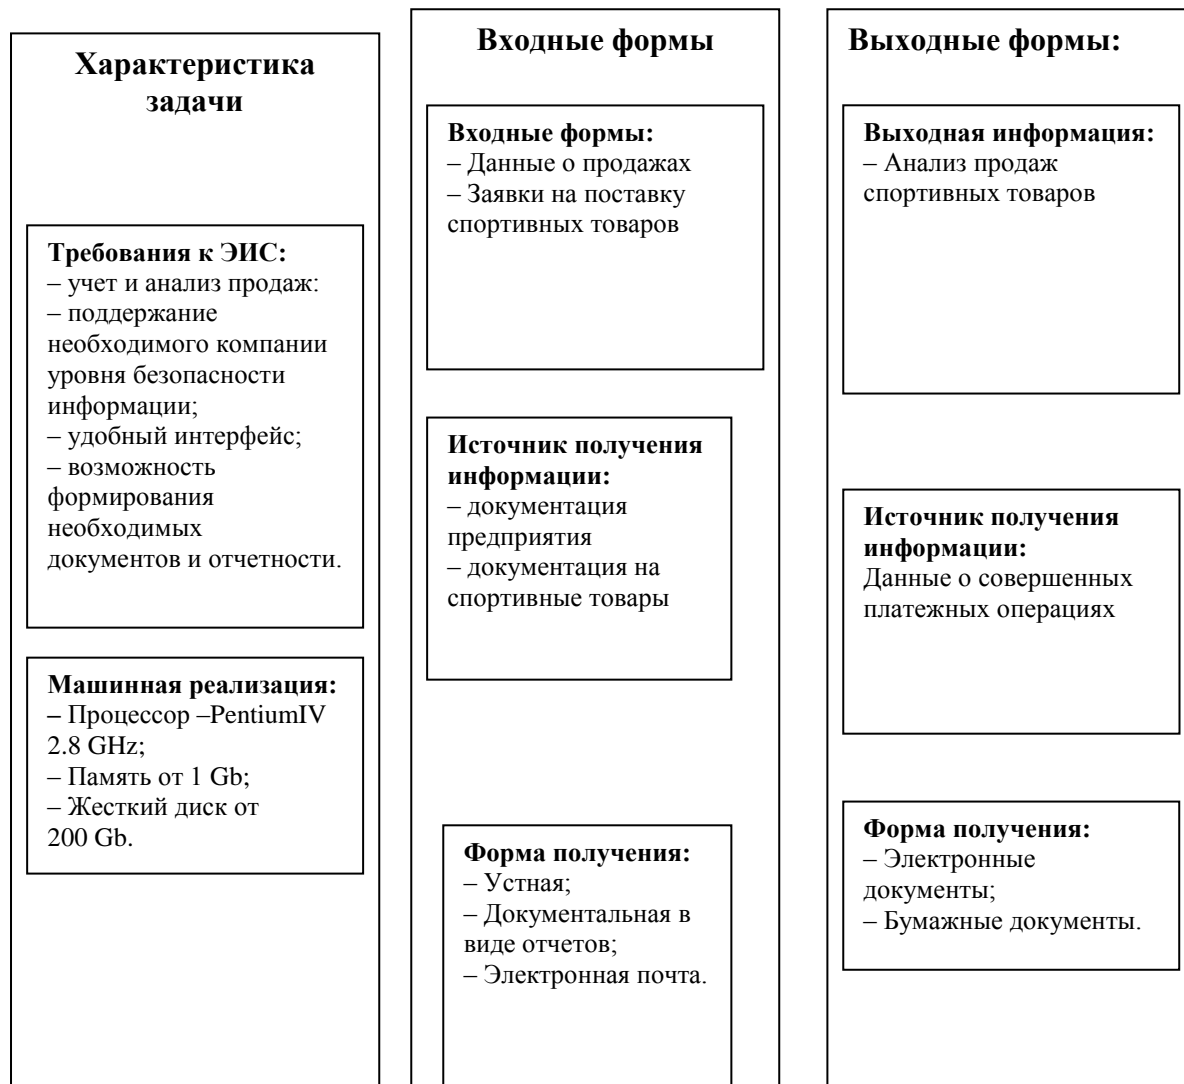 Характеристика
задачи
Требования к ЭИС:
– учет и анализ продаж:
– поддержание
необходимого компании
уровня безопасности
информации;
– удобный интерфейс;
– возможность
формирования
необходимых
документов и отчетности.
Машинная реализация:
– Процессор –PentiumIV
2.8 GHz;
– Память от 1 Gb;
– Жесткий диск от
200 Gb.
Входные формы
Входные формы:
– Данные о продажах
– Заявки на поставку
спортивных товаров
Источник получения
информации:
– документация
предприятия
– документация на
спортивные товары
Форма получения:
– Устная;
– Документальная в
виде отчетов;
– Электронная почта.
Выходные формы:
Выходная информация:
– Анализ продаж
спортивных товаров
Источник получения
информации:
Данные о совершенных
платежных операциях
Форма получения:
– Электронные
документы;
– Бумажные документы.